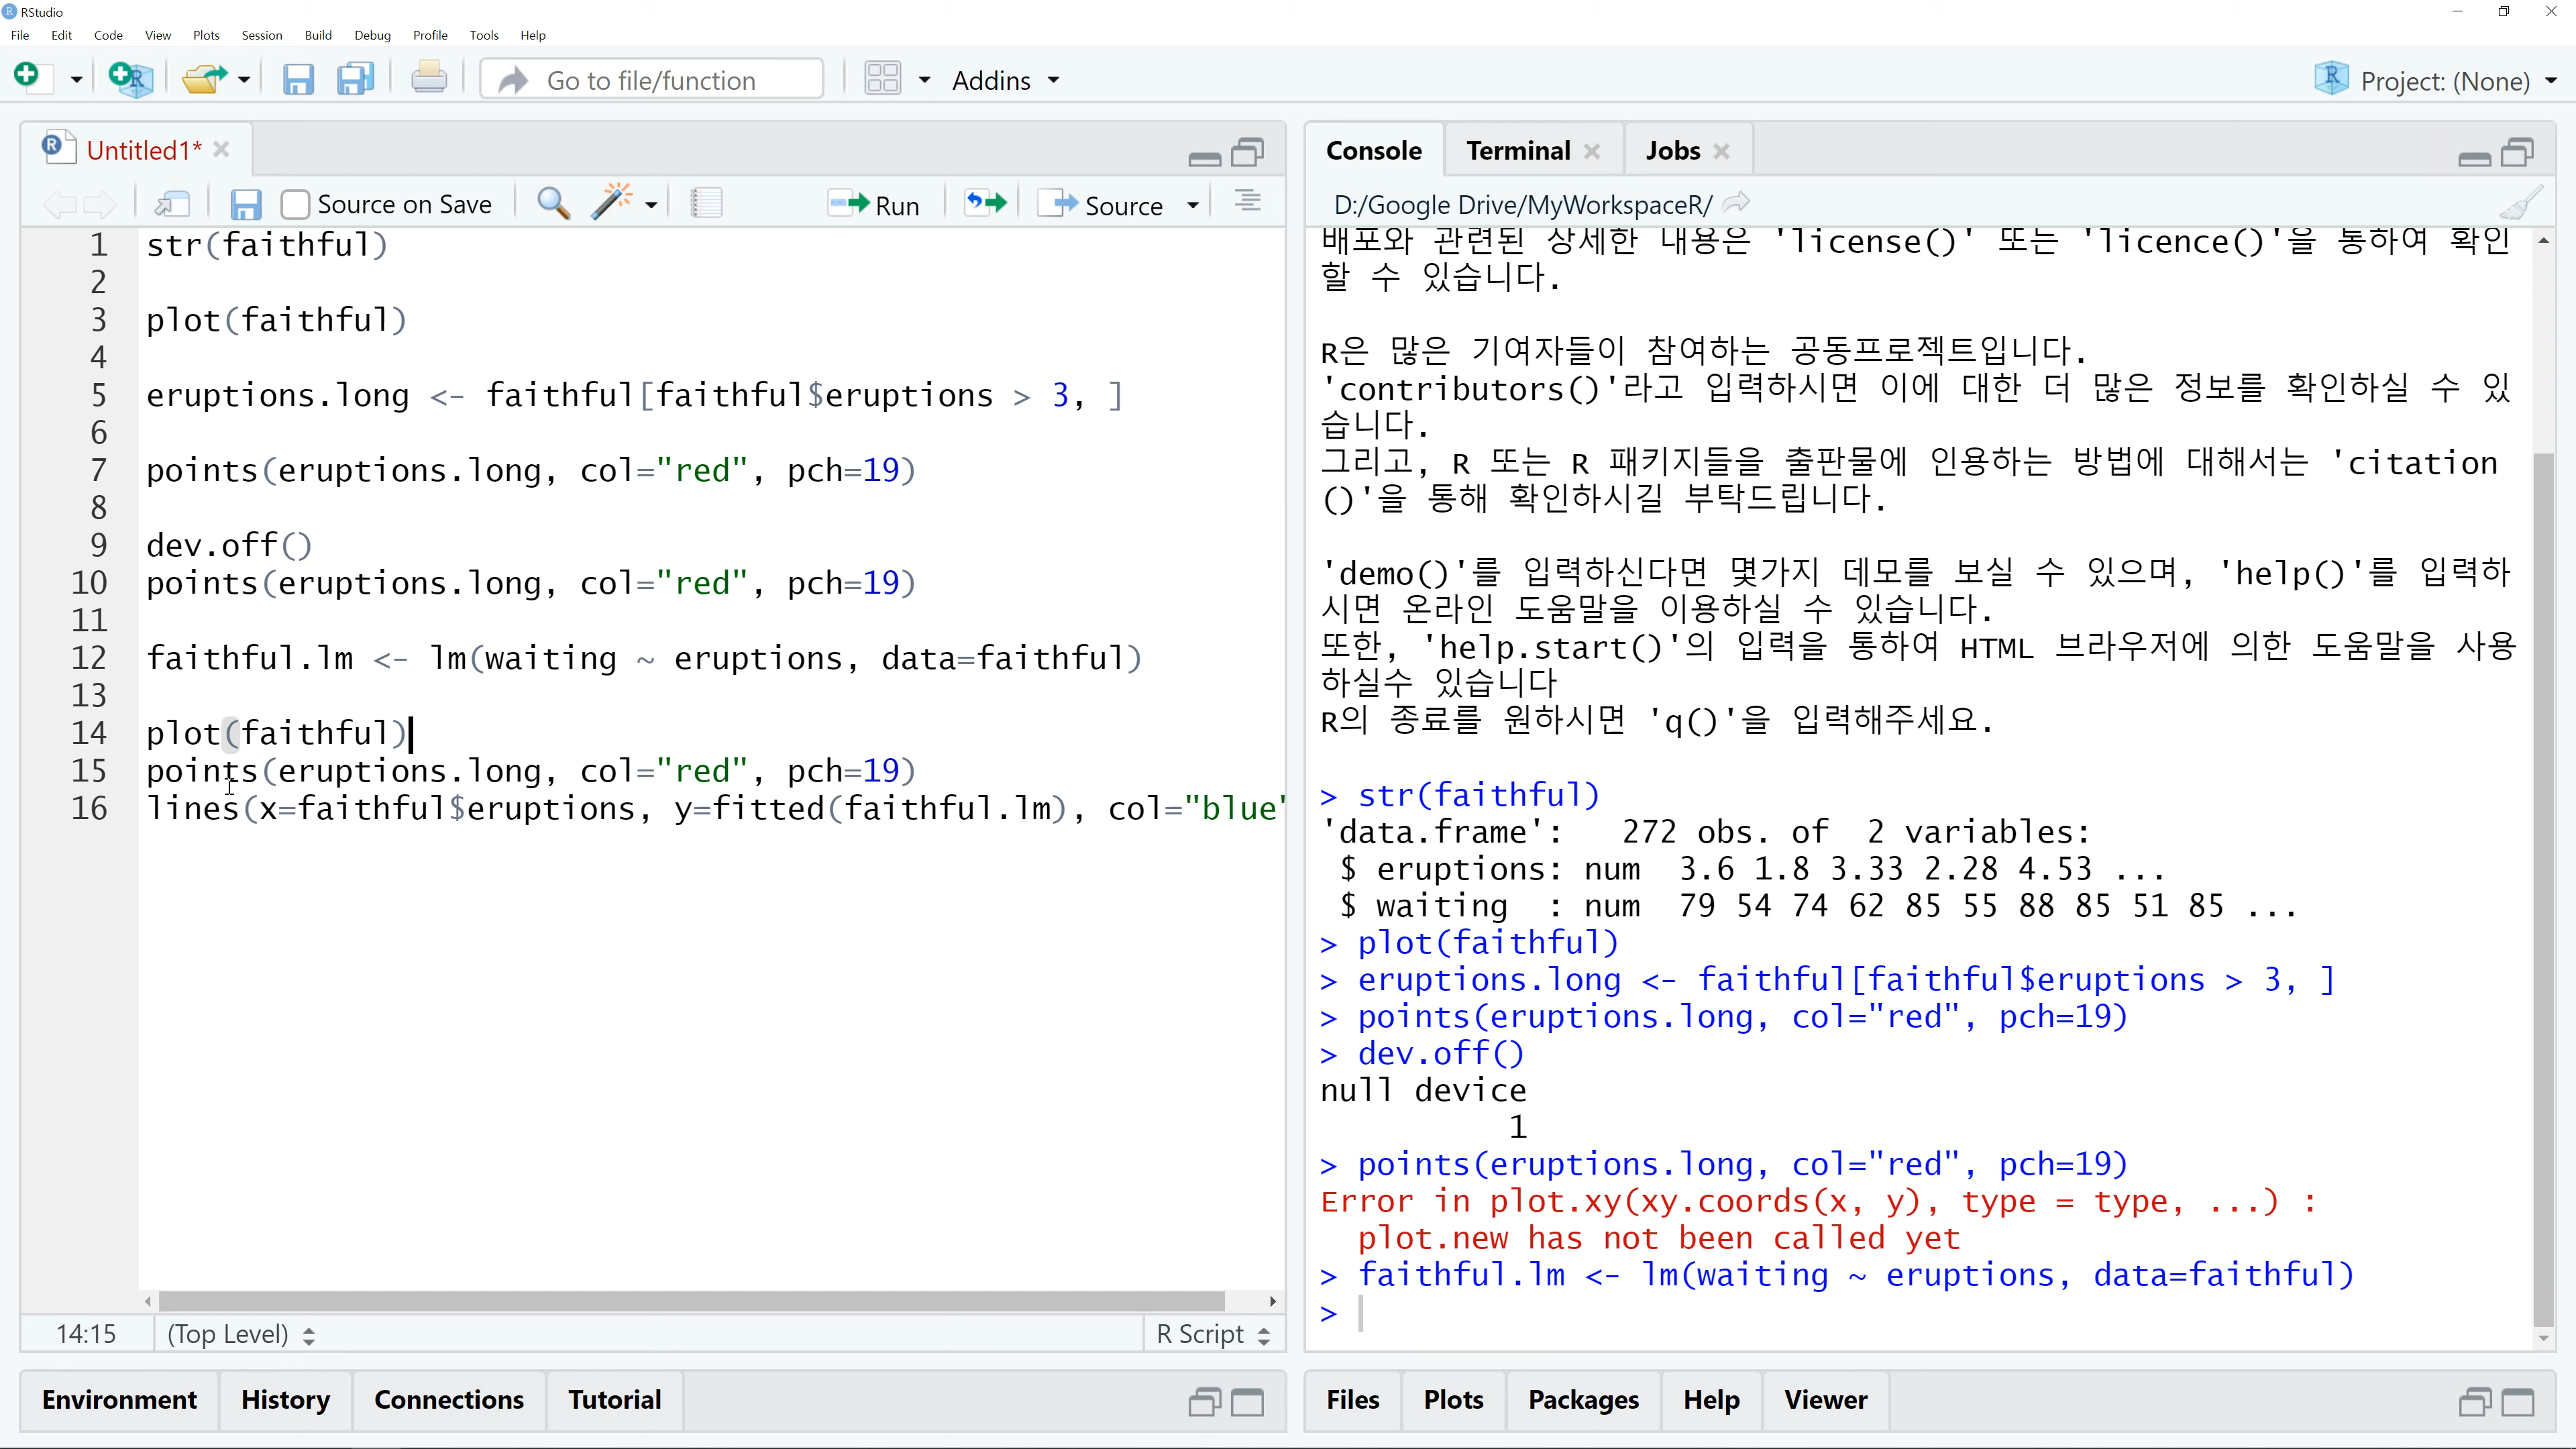 RStudio
File Edit Code View Plots Session Build Debug Profile Tools Help
Go to file/function Addins Project: (None)
Untitled1*
Source on Save Run Source
1 str(faithful)
2
3 plot(faithful)
4
5 eruptions.long <- faithful[faithful$eruptions > 3, ]
6
7 points(eruptions.long, col="red", pch=19)
8
9 dev.off()
10 points(eruptions.long, col="red", pch=19)
11
12 faithful.lm <- lm(waiting ~ eruptions, data=faithful)
13
14 plot(faithful)
15 points(eruptions.long, col="red", pch=19)
16 lines(x=faithful$eruptions, y=fitted(faithful.lm), col="blue"
14:15 (Top Level) R Script
Environment History Connections Tutorial
Console Terminal Jobs
D:/Google Drive/MyWorkspaceR/
배포와 관련된 상세한 내용은 'license()' 또는 'licence()'을 통하여 확인
할 수 있습니다.
R은 많은 기여자들이 참여하는 공동프로젝트입니다.
'contributors()'라고 입력하시면 이에 대한 더 많은 정보를 확인하실 수 있
습니다.
그리고, R 또는 R 패키지들을 출판물에 인용하는 방법에 대해서는 'citation
()'을 통해 확인하시길 부탁드립니다.
'demo()'를 입력하신다면 몇가지 데모를 보실 수 있으며, 'help()'를 입력하
시면 온라인 도움말을 이용하실 수 있습니다.
또한, 'help.start()'의 입력을 통하여 HTML 브라우저에 의한 도움말을 사용
하실수 있습니다
R의 종료를 원하시면 'q()'을 입력해주세요.
> str(faithful)
'data.frame': 272 obs. of 2 variables:
$ eruptions: num 3.6 1.8 3.33 2.28 4.53 ...
$ waiting : num 79 54 74 62 85 55 88 85 51 85 ...
> plot(faithful)
> eruptions.long <- faithful[faithful$eruptions > 3, ]
> points(eruptions.long, col="red", pch=19)
> dev.off()
null device
1
> points(eruptions.long, col="red", pch=19)
Error in plot.xy(xy.coords(x, y), type = type, ...) :
plot.new has not been called yet
> faithful.lm <- lm(waiting ~ eruptions, data=faithful)
>
Files Plots Packages Help Viewer